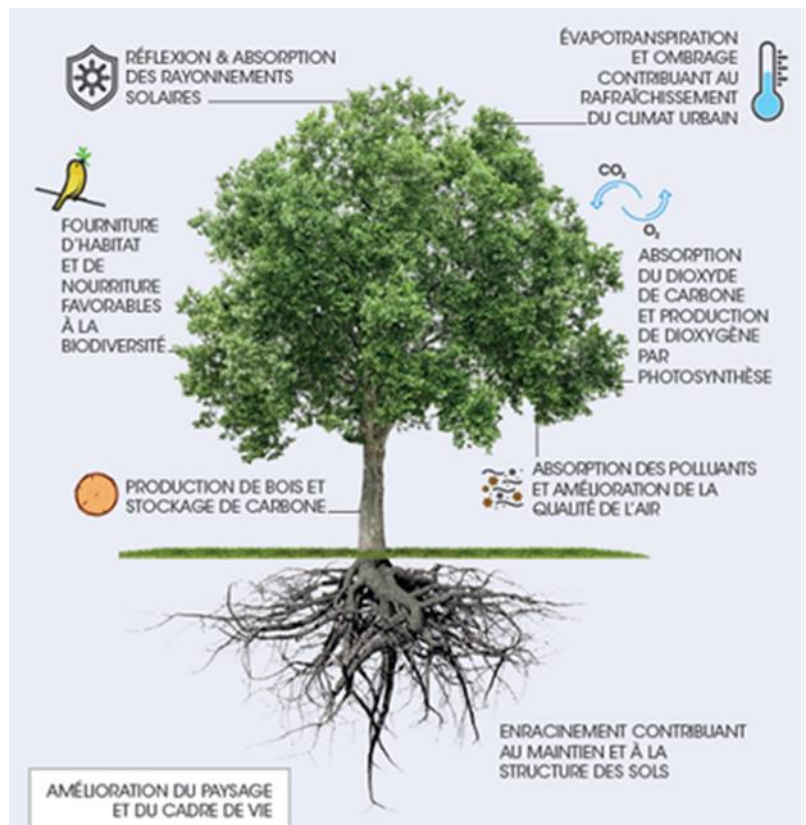 RÉFLEXION & ABSORPTION
DES RAYONNEMENTS
SOLAIRES
ÉVAPOTRANSPIRATION
ET OMBRAGE
CONTRIBUANT AU
RAFRAÎCHISSEMENT
DU CLIMAT URBAIN
FOURNITURE
D'HABITAT
ET DE
NOURRITURE
FAVORABLES
À LA
BIODIVERSITÉ
CO₂
O₂
ABSORPTION
DU DIOXYDE
DE CARBONE
ET PRODUCTION
DE DIOXYGÈNE
PAR
PHOTOSYNTHÈSE
PRODUCTION DE BOIS ET
STOCKAGE DE CARBONE
ABSORPTION DES POLLUANTS
ET AMÉLIORATION DE LA
QUALITÉ DE L'AIR
ENRACINEMENT CONTRIBUANT
AU MAINTIEN ET À LA
STRUCTURE DES SOLS
AMÉLIORATION DU PAYSAGE
ET DU CADRE DE VIE